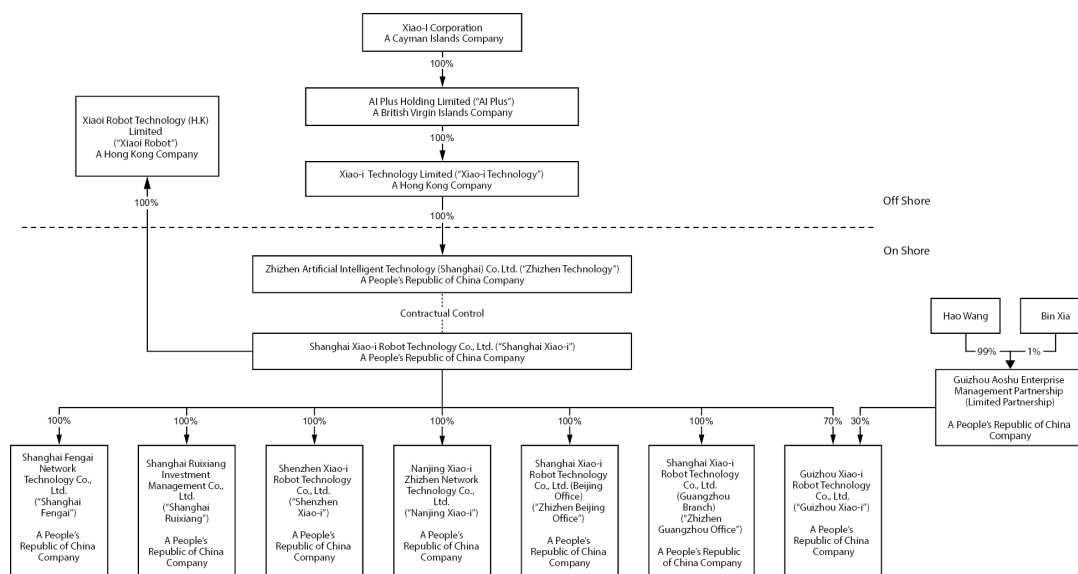 Xiao-I Corporation
A Cayman Islands Company
100%
AI Plus Holding Limited (“AI Plus”)
A British Virgin Islands Company
100%
Xiao-i Technology Limited (“Xiao-i Technology”)
A Hong Kong Company
100%
Xiaoi Robot Technology (H.K)
Limited
(“Xiaoi Robot”)
A Hong Kong Company
100%
Off Shore
On Shore
Zhizhen Artificial Intelligent Technology (Shanghai) Co. Ltd. (“Zhizhen Technology”)
A People’s Republic of China Company
Contractual Control
Shanghai Xiao-i Robot Technology Co., Ltd. (“Shanghai Xiao-i”)
A People’s Republic of China Company
Hao Wang
Bin Xia
99%
1%
Guizhou Aoshu Enterprise
Management Partnership
(Limited Partnership)
A People’s Republic of China
Company
100%
100%
100%
100%
100%
100%
70%
30%
Shanghai Fengai
Network
Technology Co.,
Ltd.
(“Shanghai
Fengai”)
A People’s
Republic of China
Company
Shanghai Ruixiang
Investment
Management Co.,
Ltd.
(“Shanghai
Ruixiang”)
A People’s
Republic of China
Company
Shenzhen Xiao-i
Robot Technology
Co., Ltd.
(“Shenzhen
Xiao-i”)
A People’s
Republic of China
Company
Nanjing Xiao-i
Zhizhen Network
Technology Co.,
Ltd.
(“Nanjing Xiao-i”)
A People’s
Republic of China
Company
Shanghai Xiao-i
Robot Technology
Co., Ltd. (Beijing
Office)
(“Zhizhen Beijing
Office”)
A People’s
Republic of China
Company
Shanghai Xiao-i
Robot Technology
Co., Ltd.
(Guangzhou
Branch)
(“Zhizhen
Guangzhou Office”)
A People’s Republic
of China Company
Guizhou Xiao-i
Robot Technology
Co., Ltd.
(“Guizhou Xiao-i”)
A People’s
Republic of China
Company